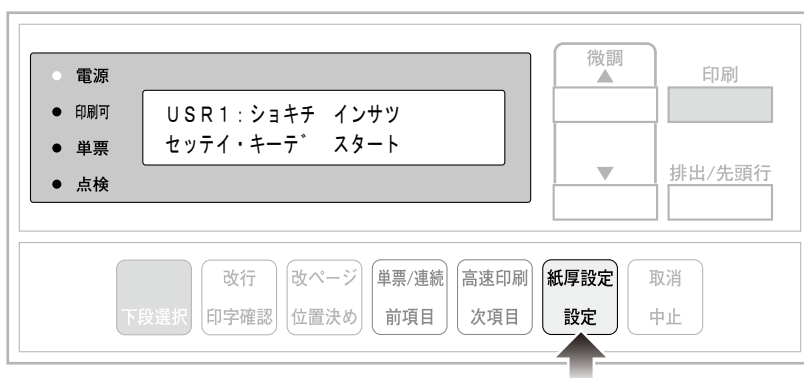 電源
印刷可
単票
点検
USR1:ショキチ インサツ
セッテイ・キーデ スタート
微調
▲
▼
印刷
排出/先頭行
下段選択
改行
印字確認
改ページ
位置決め
単票/連続
前項目
高速印刷
次項目
紙厚設定
設定
取消
中止